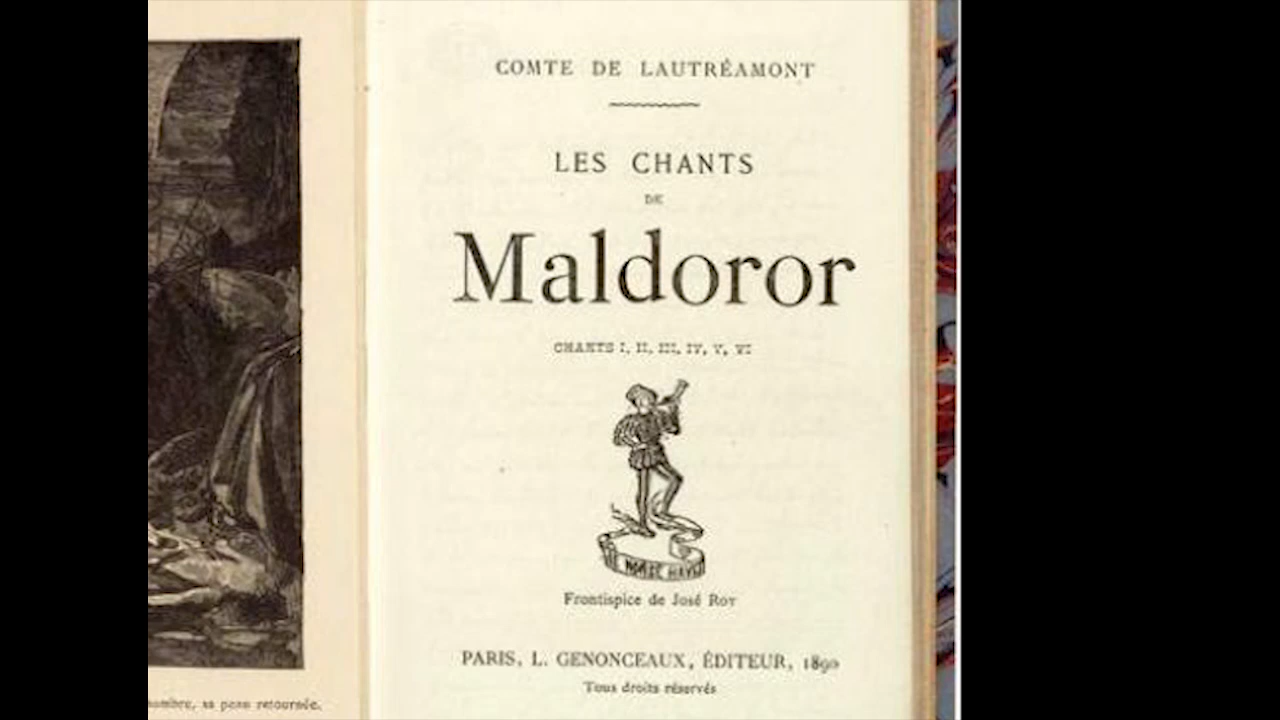 COMTE DE LAUTRÉAMONT
LES CHANTS
DE
Maldoror
CHANTS I, II, III, IV, V, VI
Frontispice de José ROY
PARIS, L. GENONCEAUX, ÉDITEUR, 1890
Tous droits réservés
sa peau retournée.